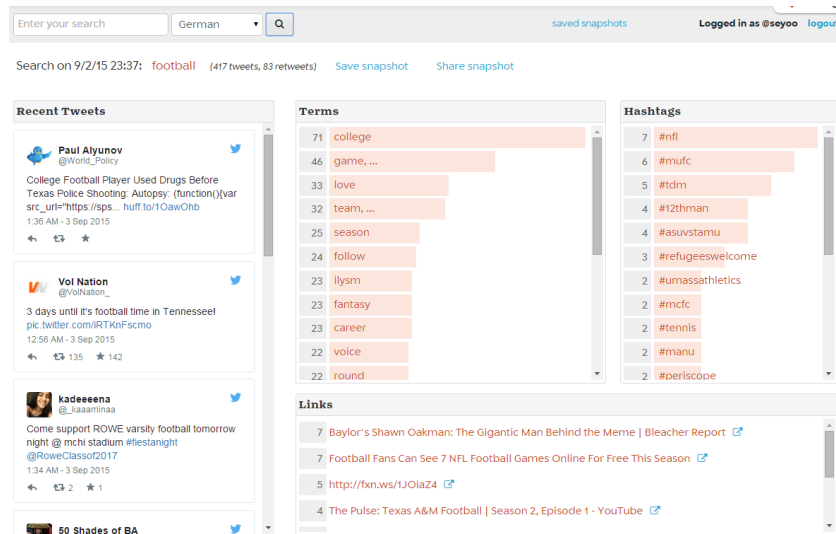 Enter your search
German
saved snapshots
Logged in as @seyoo
logout
Search on 9/2/15 23:37: football (417 tweets, 83 retweets) Save snapshot Share snapshot
Recent Tweets
Paul Alyunov
@World_Policy
College Football Player Used Drugs Before
Texas Police Shooting: Autopsy: (function(){var
src_url="https://sps... huff.to/1OawOhb
1:36 AM - 3 Sep 2015
Vol Nation
@VolNation_
3 days until it's football time in Tennessee!
pic.twitter.com/iRTKnFscmo
12:56 AM - 3 Sep 2015
135 142
kadeeeena
@_kaaarriinaa
Come support ROWE varsity football tomorrow
night @ mchi stadium #fiestanight
@RoweClassof2017
1:34 AM - 3 Sep 2015
2 1
50 Shades of BA
Terms
71 college
46 game, ...
33 love
32 team, ...
25 season
24 follow
23 ilysm
23 fantasy
23 career
22 voice
22 round
Hashtags
7 #nfl
6 #mufc
5 #tdm
4 #12thman
4 #asuvstamu
3 #refugeeswelcome
2 #umassathletics
2 #mcfc
2 #tennis
2 #manu
2 #periscope
Links
7 Baylor's Shawn Oakman: The Gigantic Man Behind the Meme | Bleacher Report
7 Football Fans Can See 7 NFL Football Games Online For Free This Season
5 http://fxn.ws/1JOiaZ4
4 The Pulse: Texas A&M Football | Season 2, Episode 1 - YouTube